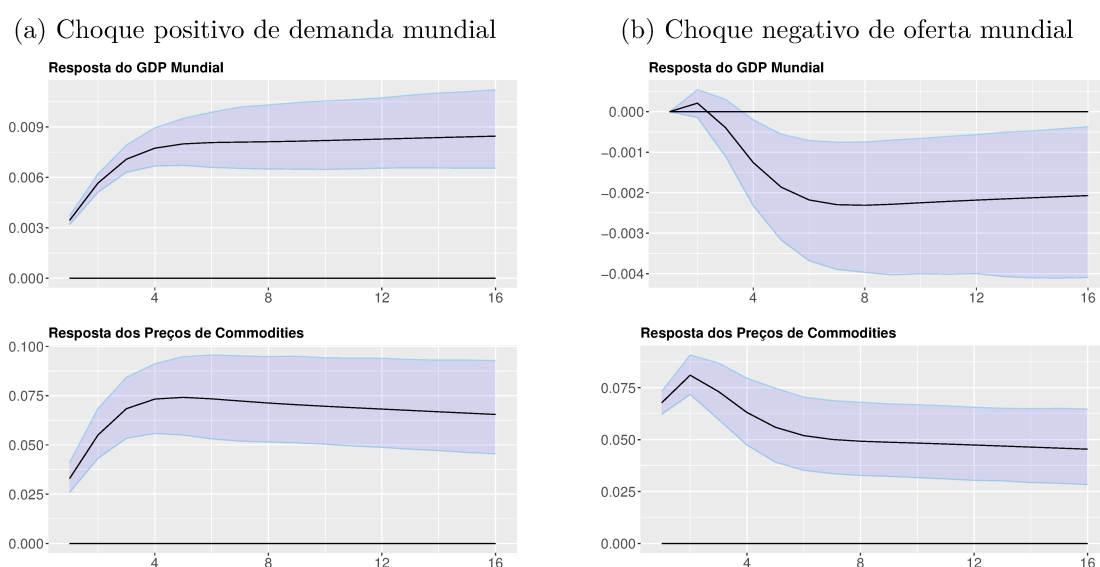 (a) Choque positivo de demanda mundial
Resposta do GDP Mundial
0.009
0.006
0.003
0.000
4 8 12 16
Resposta dos Preços de Commodities
0.100
0.075
0.050
0.025
0.000
4 8 12 16
(b) Choque negativo de oferta mundial
Resposta do GDP Mundial
0.000
−0.001
−0.002
−0.003
−0.004
4 8 12 16
Resposta dos Preços de Commodities
0.075
0.050
0.025
0.000
4 8 12 16